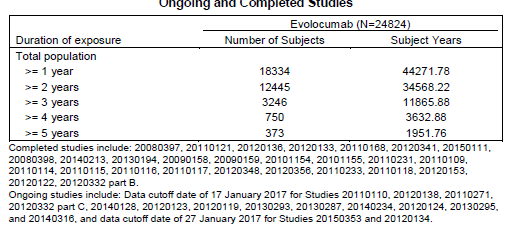 Ongoing and Completed Studies
Evolocumab (N=24824)
Duration of exposure Number of Subjects Subject Years
Total population
>= 1 year 18334 44271.78
>= 2 years 12445 34568.22
>= 3 years 3246 11865.88
>= 4 years 750 3632.88
>= 5 years 373 1951.76
Completed studies include: 20080397, 20110121, 20120136, 20120133, 20110168, 20120341, 20150111,
20080398, 20140213, 20130194, 20090158, 20090159, 20101154, 20101155, 20110231, 20110109,
20110114, 20110115, 20110116, 20110117, 20120348, 20120356, 20110233, 20110118, 20120153,
20120122, 20120332 part B.
Ongoing studies include: Data cutoff date of 17 January 2017 for Studies 20110110, 20120138, 20110271,
20120332 part C, 20140128, 20120123, 20120119, 20130293, 20130287, 20140234, 20120124, 20130295,
and 20140316, and data cutoff date of 27 January 2017 for Studies 20150353 and 20120134.